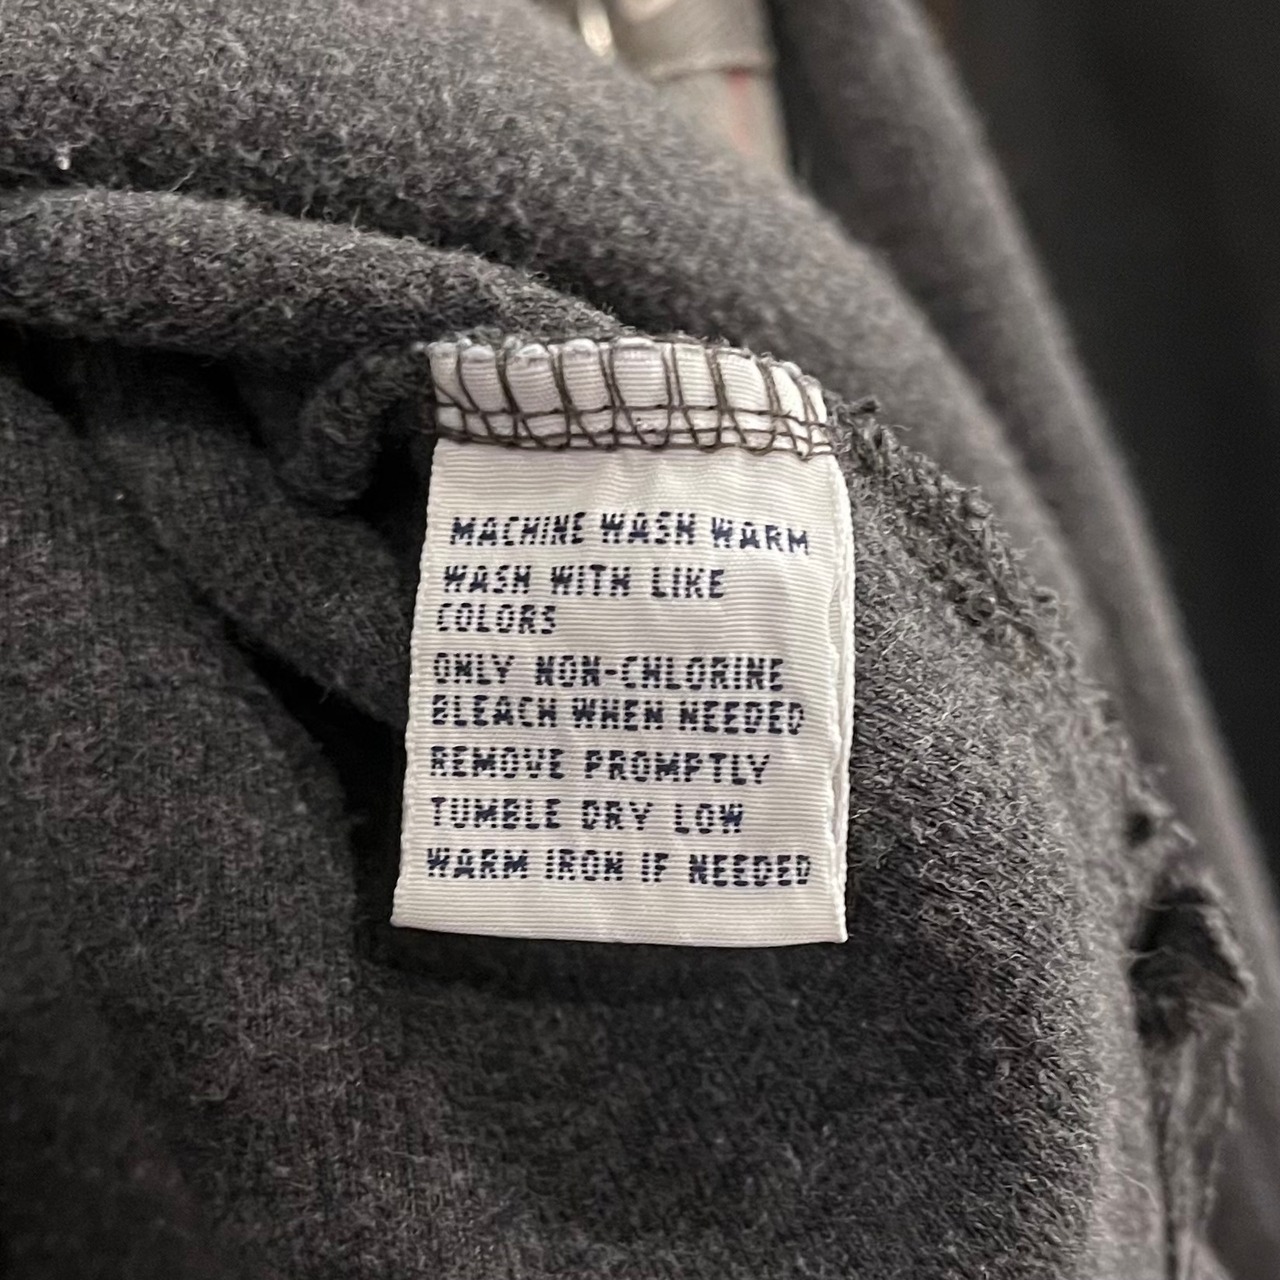 MACHINE WASH WARM
WASH WITH LIKE
COLORS
ONLY NON-CHLORINE
BLEACH WHEN NEEDED
REMOVE PROMPTLY
TUMBLE DRY LOW
WARM IRON IF NEEDED